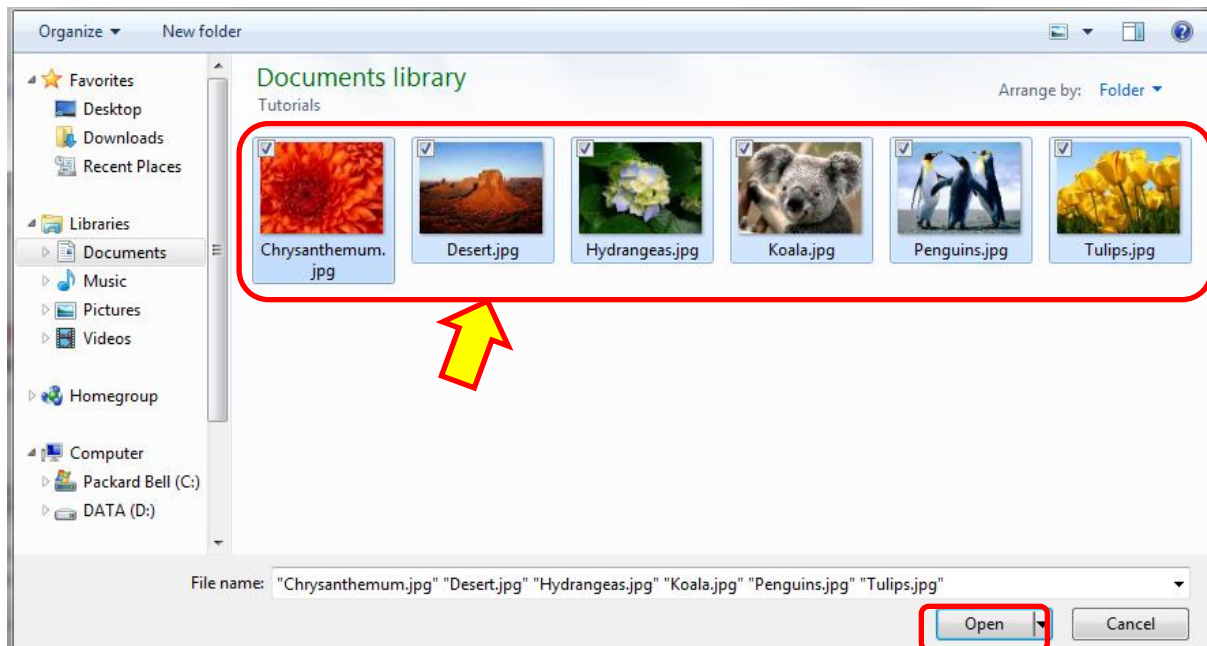 Organize New folder
Favorites
Desktop
Downloads
Recent Places
Libraries
Documents
Music
Pictures
Videos
Homegroup
Computer
Packard Bell (C:)
DATA (D:)
Documents library
Tutorials
Arrange by: Folder
Chrysanthemum.
jpg
Desert.jpg
Hydrangeas.jpg
Koala.jpg
Penguins.jpg
Tulips.jpg
File name: "Chrysanthemum.jpg" "Desert.jpg" "Hydrangeas.jpg" "Koala.jpg" "Penguins.jpg" "Tulips.jpg"
Open Cancel